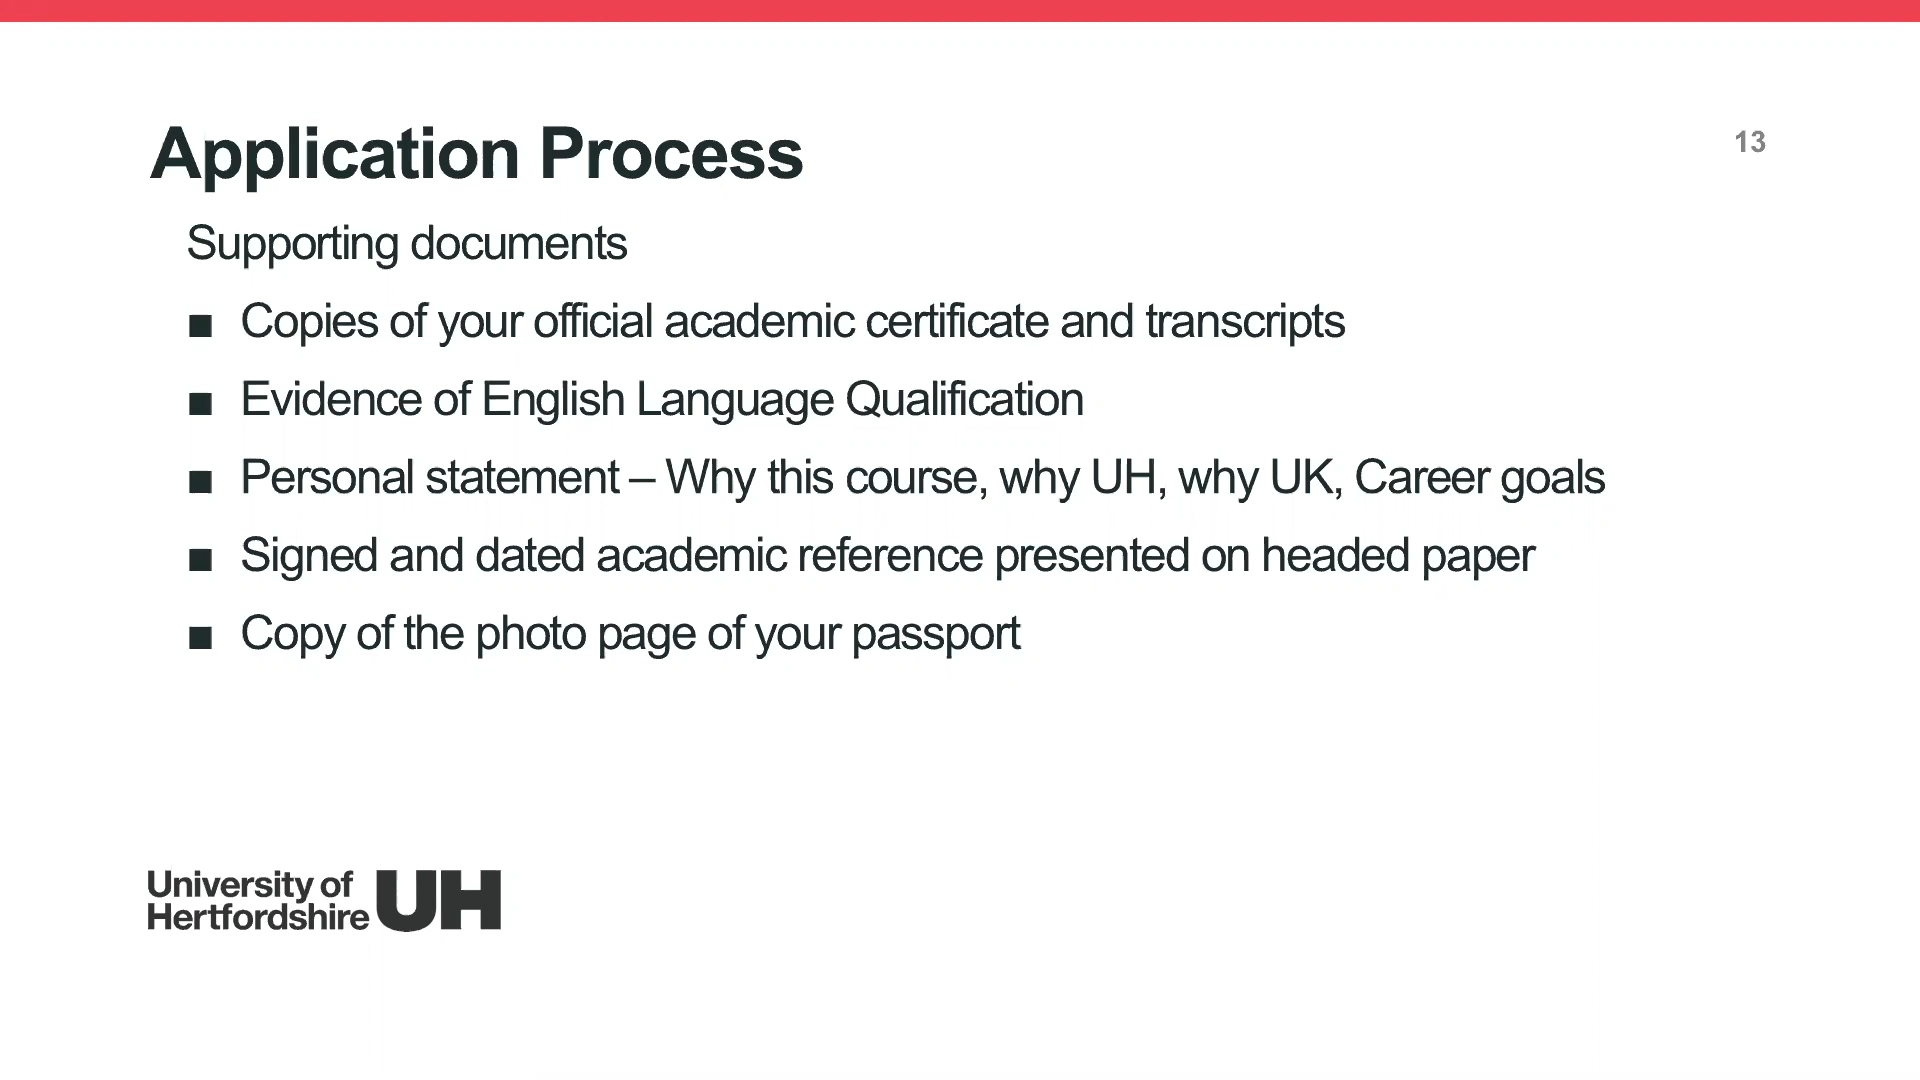 Application Process
13
Supporting documents
■ Copies of your official academic certificate and transcripts
■ Evidence of English Language Qualification
■ Personal statement – Why this course, why UH, why UK, Career goals
■ Signed and dated academic reference presented on headed paper
■ Copy of the photo page of your passport
University of
Hertfordshire UH